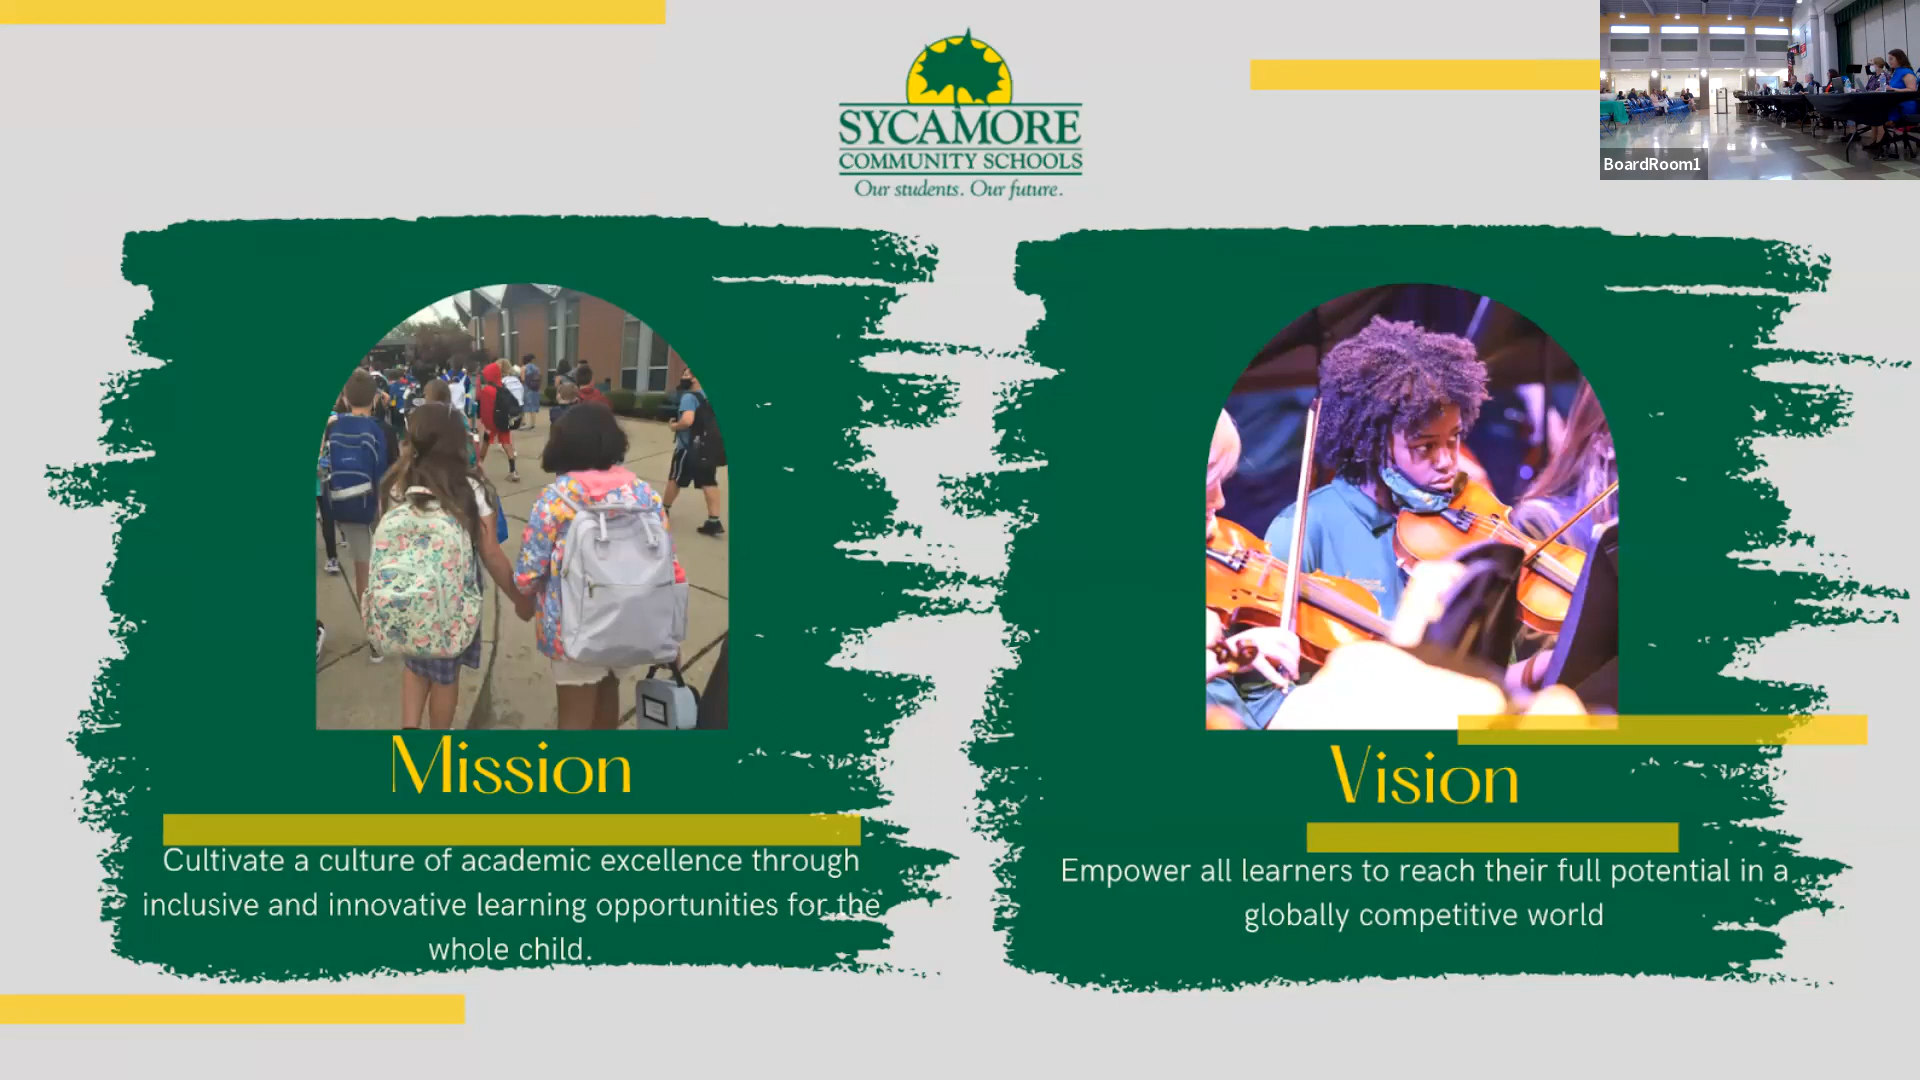 SYCAMORE
COMMUNITY SCHOOLS
Our students. Our future.
BoardRoom1
Mission
Cultivate a culture of academic excellence through
inclusive and innovative learning opportunities for the
whole child.
Vision
Empower all learners to reach their full potential in a
globally competitive world